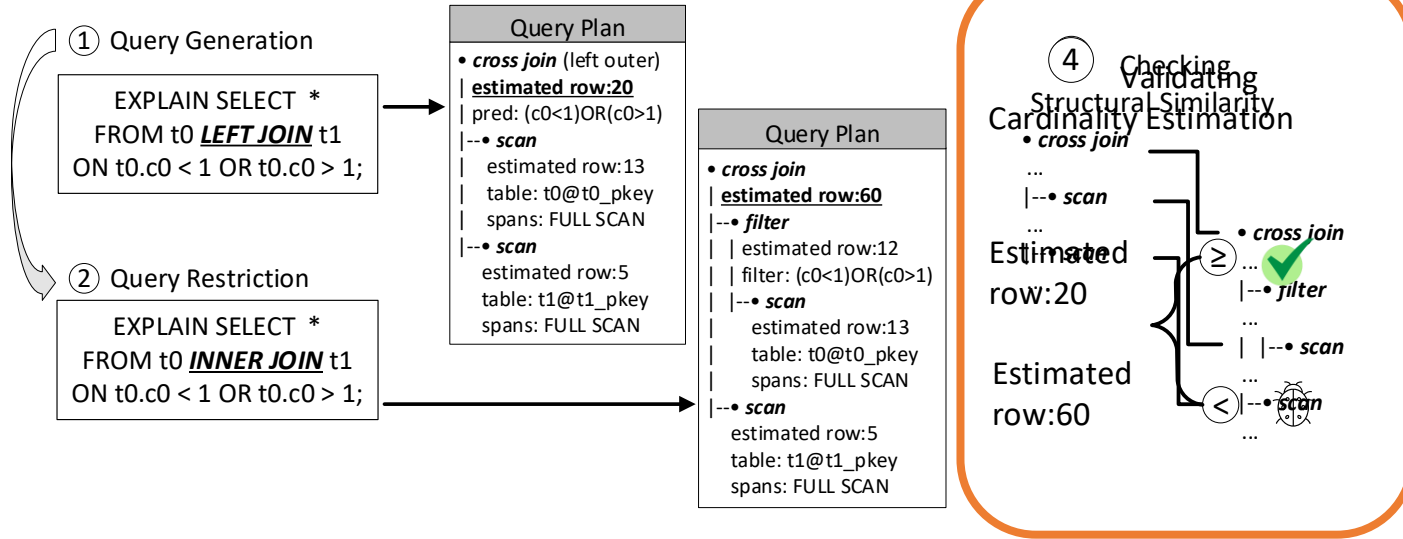 1 Query Generation
EXPLAIN SELECT *
FROM t0 LEFT JOIN t1
ON t0.c0 < 1 OR t0.c0 > 1;
2 Query Restriction
EXPLAIN SELECT *
FROM t0 INNER JOIN t1
ON t0.c0 < 1 OR t0.c0 > 1;
Query Plan
• cross join (left outer)
| estimated row:20
| pred: (c0<1)OR(c0>1)
|--• scan
| estimated row:13
| table: t0@t0_pkey
| spans: FULL SCAN
|--• scan
estimated row:5
table: t1@t1_pkey
spans: FULL SCAN
Query Plan
• cross join
| estimated row:60
|--• filter
| | estimated row:12
| | filter: (c0<1)OR(c0>1)
| |--• scan
| estimated row:13
| table: t0@t0_pkey
| spans: FULL SCAN
|--• scan
estimated row:5
table: t1@t1_pkey
spans: FULL SCAN
4 Checking
Structural Similarity
Validating
Cardinality Estimation
• cross join
...
|--• scan
...
|--• scan
...
Estimated
row:20
Estimated
row:60
≥
<
• cross join
...
|--• filter
...
| |--• scan
...
|--• scan
...